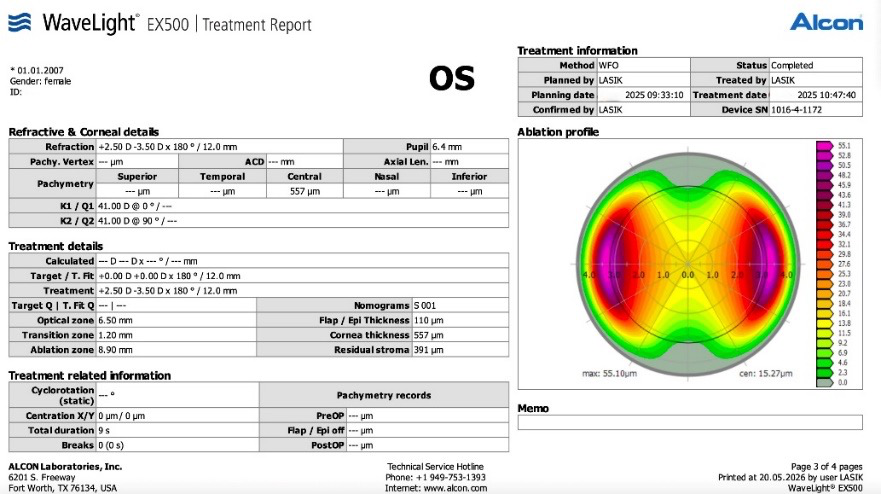 WaveLight® EX500 | Treatment Report
Alcon
* 01.01.2007
Gender: female
ID:
OS
Treatment information
Method WFO Status Completed
Planned by LASIK Treated by LASIK
Planning date 2025 09:33:10 Treatment date 2025 10:47:40
Confirmed by LASIK Device SN 1016-4-1172
Refractive & Corneal details
Refraction +2.50 D -3.50 D x 180 ° / 12.0 mm Pupil 6.4 mm
Pachy. Vertex --- µm ACD --- mm Axial Len. --- mm
Pachymetry Superior Temporal Central Nasal Inferior
--- µm --- µm 557 µm --- µm --- µm
K1 / Q1 41.00 D @ 0 ° / ---
K2 / Q2 41.00 D @ 90 ° / ---
Treatment details
Calculated --- D --- D x --- ° / --- mm
Target / T. Fit +0.00 D +0.00 D x 180 ° / 12.0 mm
Treatment +2.50 D -3.50 D x 180 ° / 12.0 mm
Target Q | T. Fit Q --- | --- Nomograms S 001
Optical zone 6.50 mm Flap / Epi Thickness 110 µm
Transition zone 1.20 mm Cornea thickness 557 µm
Ablation zone 8.90 mm Residual stroma 391 µm
Treatment related information
Cyclorotation (static) --- ° Pachymetry records
Centration X/Y 0 µm/ 0 µm PreOP --- µm
Total duration 9 s Flap / Epi off --- µm
Breaks 0 (0 s) PostOP --- µm
Ablation profile
4.0 3.0 2.0 1.0 0.0 1.0 2.0 3.0 4.0
max: 55.10µm cen: 15.27µm
55.1
52.8
50.5
48.2
45.9
43.6
41.3
39.0
36.7
34.4
32.1
29.8
27.6
25.3
23.0
20.7
18.4
16.1
13.8
11.5
9.2
6.9
4.6
2.3
0.0
Memo
ALCON Laboratories, Inc.
6201 S. Freeway
Fort Worth, TX 76134, USA
Technical Service Hotline
Phone: +1 949-753-1393
Internet: www.alcon.com
Page 3 of 4 pages
Printed at 20.05.2026 by user LASIK
WaveLight® EX500